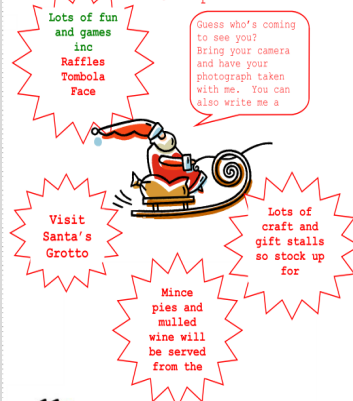 Lots of fun
and games
inc
Raffles
Tombola
Face
Guess who's coming
to see you?
Bring your camera
and have your
photograph taken
with me. You can
also write me a
Visit
Santa's
Grotto
Lots of
craft and
gift stalls
so stock up
for
Mince
pies and
mulled
wine will
be served
from the